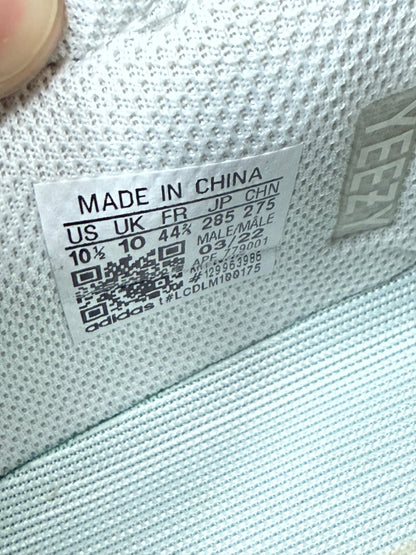 MADE IN CHINA
US UK FR JP CHN
10½ 10 44⅔ 285 275
MALE/MÂLE
03/22
APE 779001
#129953986
t#LCDLM100175
adidas
YEEZY